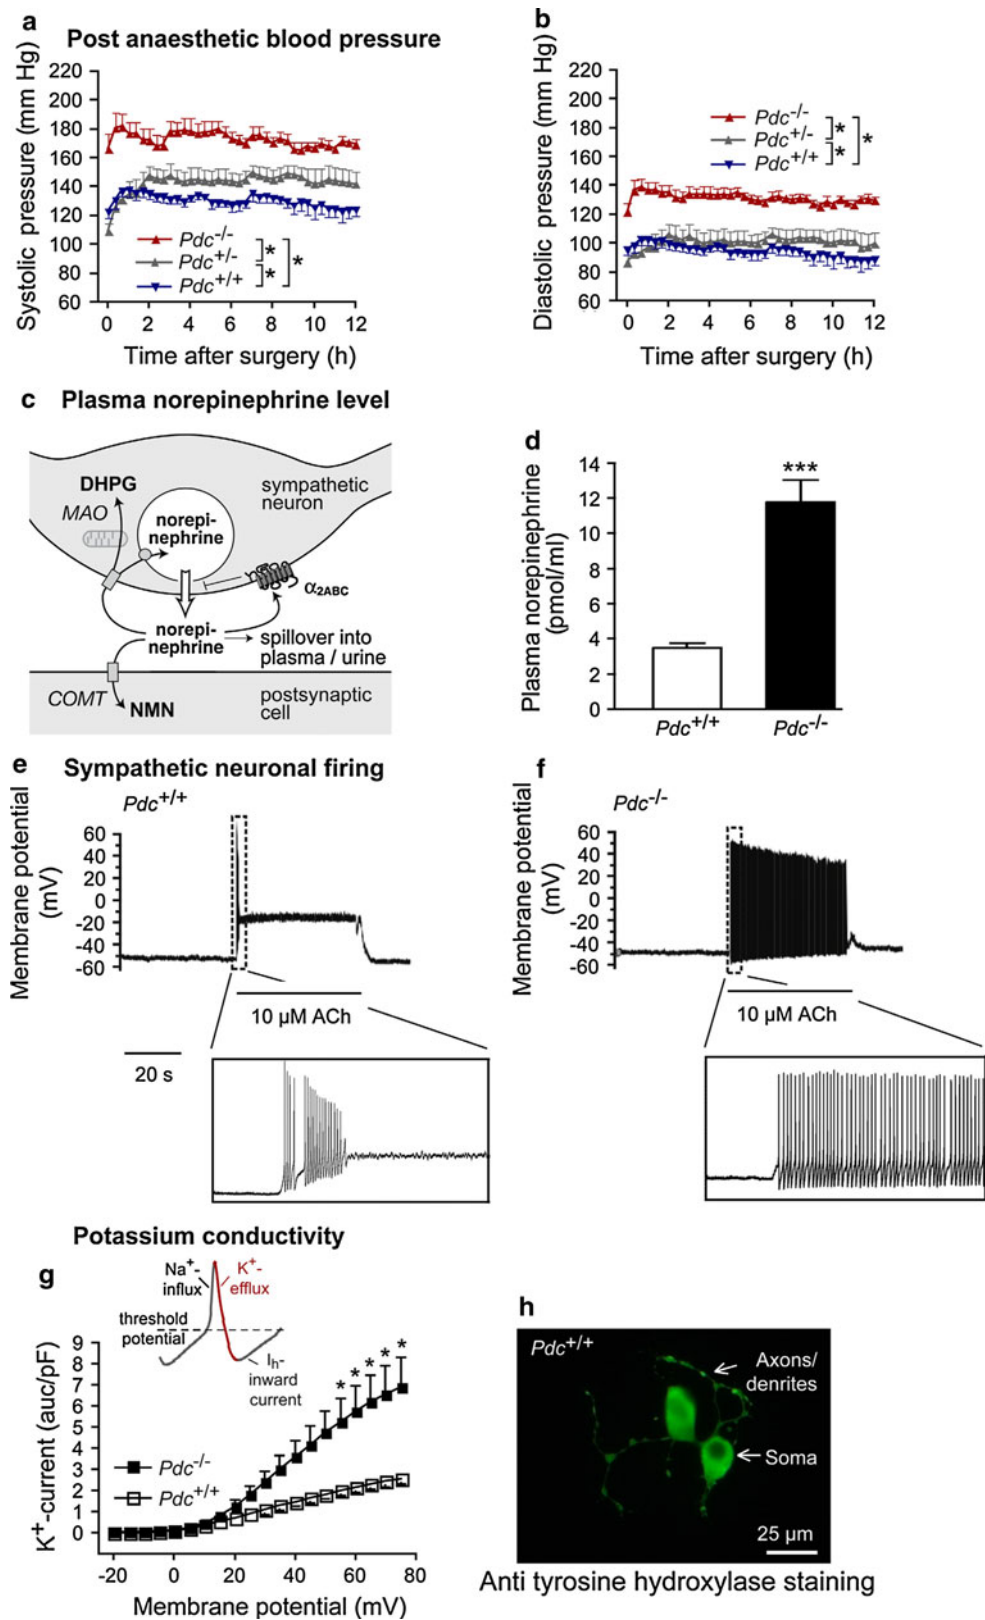 a Post anaesthetic blood pressure
Systolic pressure (mm Hg)
220
200
180
160
140
120
100
80
60
Pdc-/-
Pdc+/-
Pdc+/+
*
*
*
0 2 4 6 8 10 12
Time after surgery (h)
b
Diastolic pressure (mm Hg)
220
200
180
160
140
120
100
80
60
Pdc-/-
Pdc+/-
Pdc+/+
*
*
*
0 2 4 6 8 10 12
Time after surgery (h)
c Plasma norepinephrine level
DHPG
MAO
norepi-
nephrine
sympathetic
neuron
α2ABC
norepi-
nephrine
spillover into
plasma / urine
COMT
NMN
postsynaptic
cell
d
Plasma norepinephrine
(pmol/ml)
14
12
10
8
6
4
2
0
***
Pdc+/+ Pdc-/-
e Sympathetic neuronal firing
Pdc+/+
Membrane potential
(mV)
60
40
20
0
-20
-40
-60
10 µM ACh
20 s
f
Pdc-/-
Membrane potential
(mV)
60
40
20
0
-20
-40
-60
10 µM ACh
Potassium conductivity
g
Na+-
influx
K+-
efflux
threshold
potential
Ih-
inward
current
K+-current (auc/pF)
9
8
7
6
5
4
3
2
1
0
* * * * *
Pdc-/-
Pdc+/+
-20 0 20 40 60 80
Membrane potential (mV)
h
Pdc+/+
Axons/
denrites
Soma
25 µm
Anti tyrosine hydroxylase staining